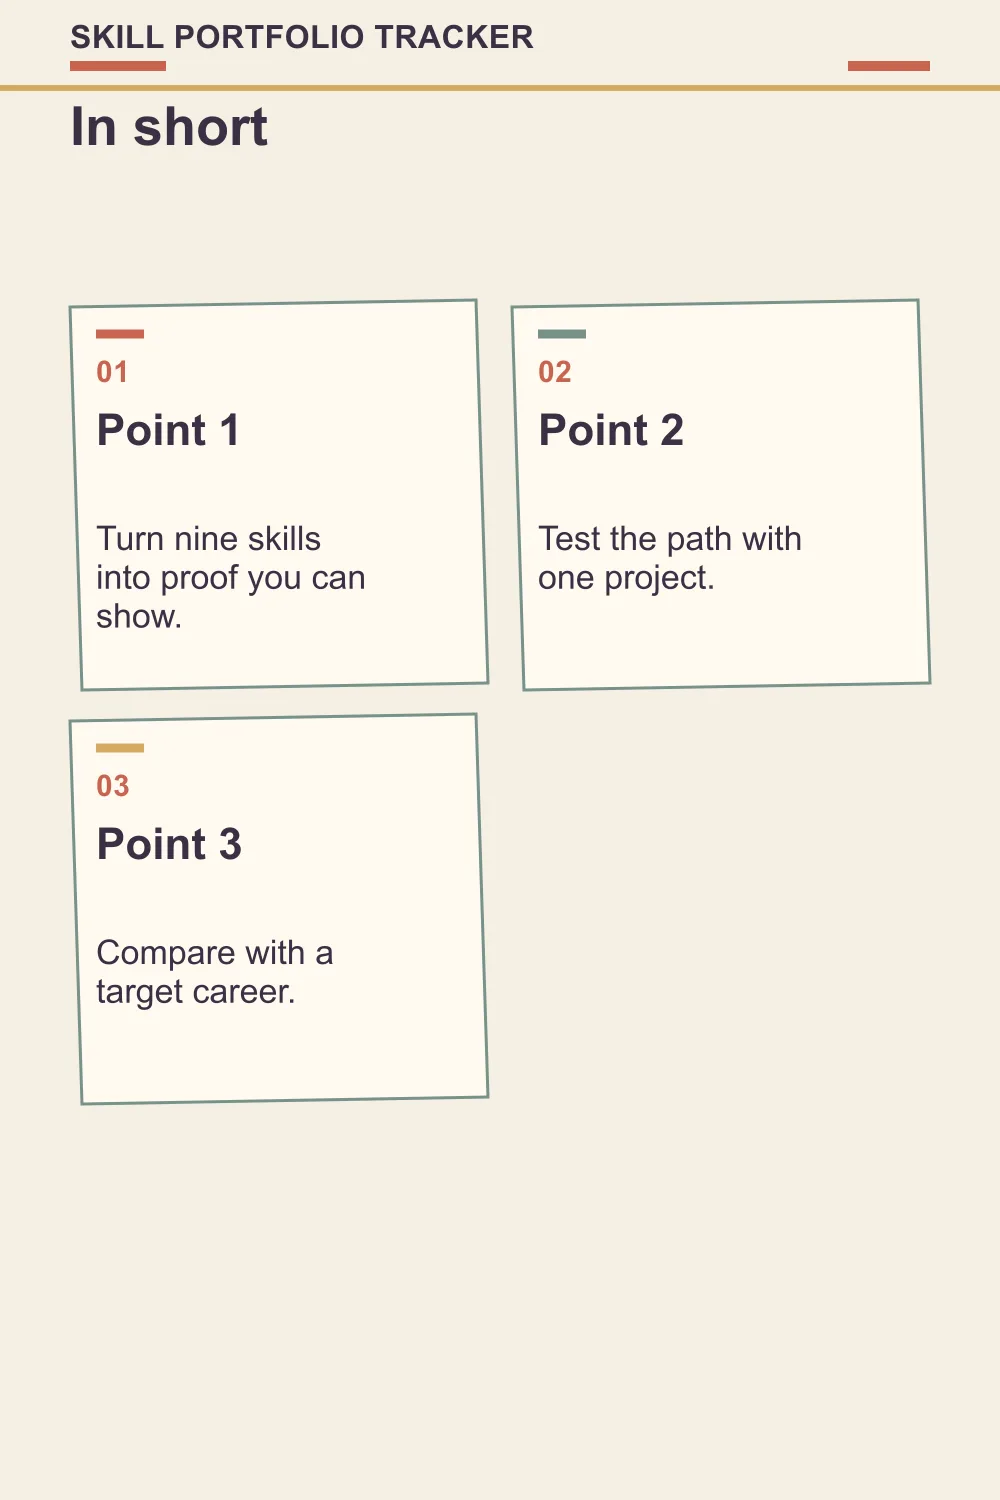 SKILL PORTFOLIO TRACKER
In short
01
Point 1
Turn nine skills
into proof you can
show.
02
Point 2
Test the path with
one project.
03
Point 3
Compare with a
target career.